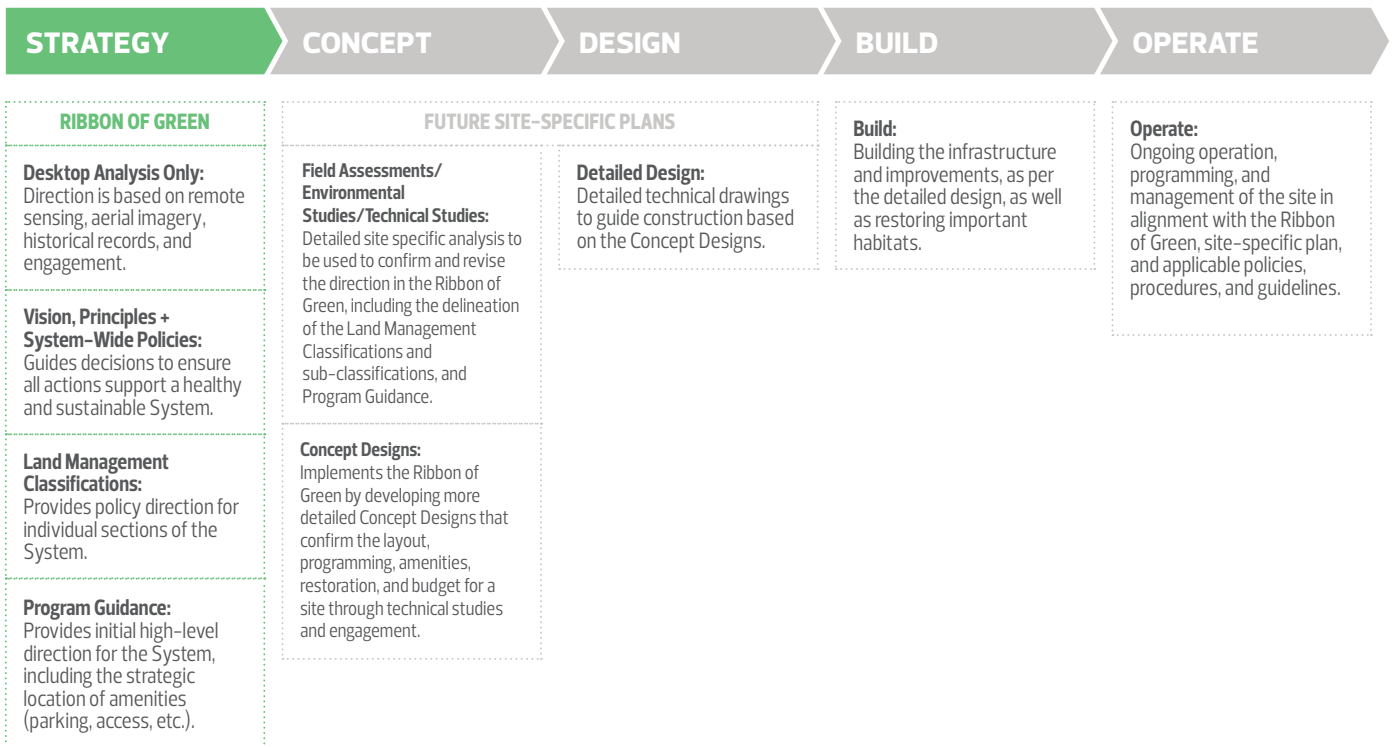 STRATEGY
CONCEPT
DESIGN
BUILD
OPERATE
RIBBON OF GREEN
Desktop Analysis Only:
Direction is based on remote
sensing, aerial imagery,
historical records, and
engagement.
Vision, Principles +
System-Wide Policies:
Guides decisions to ensure
all actions support a healthy
and sustainable System.
Land Management
Classifications:
Provides policy direction for
individual sections of the
System.
Program Guidance:
Provides initial high-level
direction for the System,
including the strategic
location of amenities
(parking, access, etc.).
FUTURE SITE-SPECIFIC PLANS
Field Assessments/
Environmental
Studies/Technical Studies:
Detailed site specific analysis to
be used to confirm and revise
the direction in the Ribbon of
Green, including the delineation
of the Land Management
Classifications and
sub-classifications, and
Program Guidance.
Concept Designs:
Implements the Ribbon of
Green by developing more
detailed Concept Designs that
confirm the layout,
programming, amenities,
restoration, and budget for a
site through technical studies
and engagement.
Detailed Design:
Detailed technical drawings
to guide construction based
on the Concept Designs.
Build:
Building the infrastructure
and improvements, as per
the detailed design, as well
as restoring important
habitats.
Operate:
Ongoing operation,
programming, and
management of the site in
alignment with the Ribbon
of Green, site-specific plan,
and applicable policies,
procedures, and guidelines.